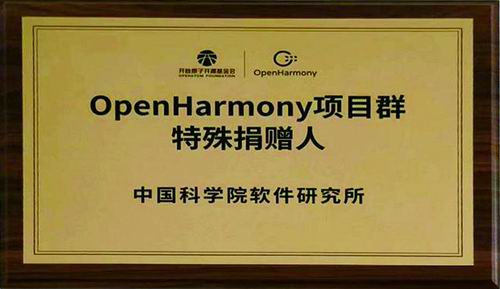 开放原子开源基金会
OPENATOM FOUNDATION
OpenHarmony
OpenHarmony项目群
特殊捐赠人
中国科学院软件研究所